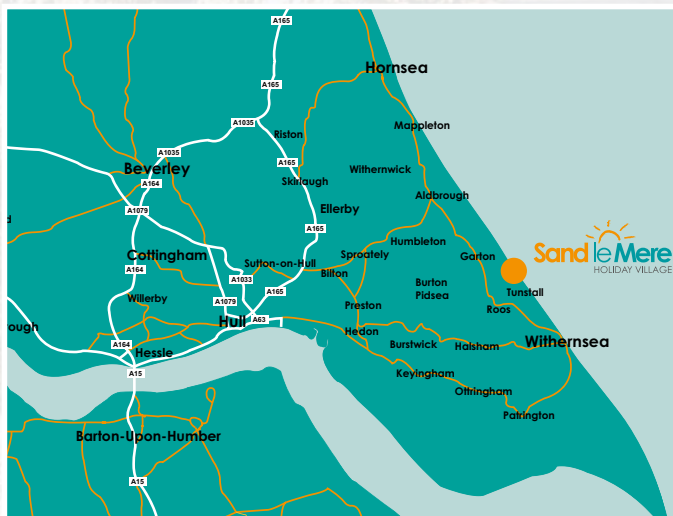 A165
Hornsea
A165
A1035
Mappleton
Riston
A1035
A165
Beverley
Withernwick
A164
Skirlaugh
Aldbrough
A1079
Ellerby
d
A165
Humbleton
Sand le Mere
HOLIDAY VILLAGE
Cottingham
Sproately
Garton
Sutton-on-Hull
A164
Bilton
A1033
Burton
Pidsea
Tunstall
Willerby
A165
A1079
Preston
Roos
Hull
A63
rough
Hedon
Withernsea
A164
Burstwick
Halsham
Hessle
A15
Keyingham
Ottringham
Patrington
Barton-Upon-Humber
A15